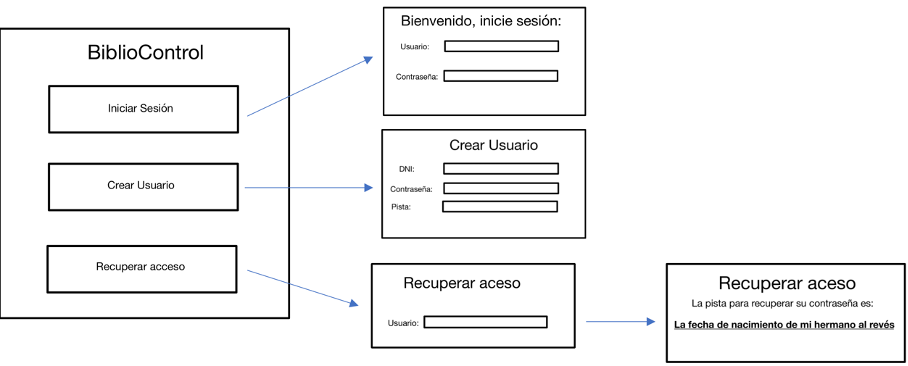 BiblioControl
Iniciar Sesión
Crear Usuario
Recuperar acceso
Bienvenido, inicie sesión:
Usuario:
Contraseña:
Crear Usuario
DNI:
Contraseña:
Pista:
Recuperar aceso
Usuario:
Recuperar aceso
La pista para recuperar su contraseña es:
La fecha de nacimiento de mi hermano al revés